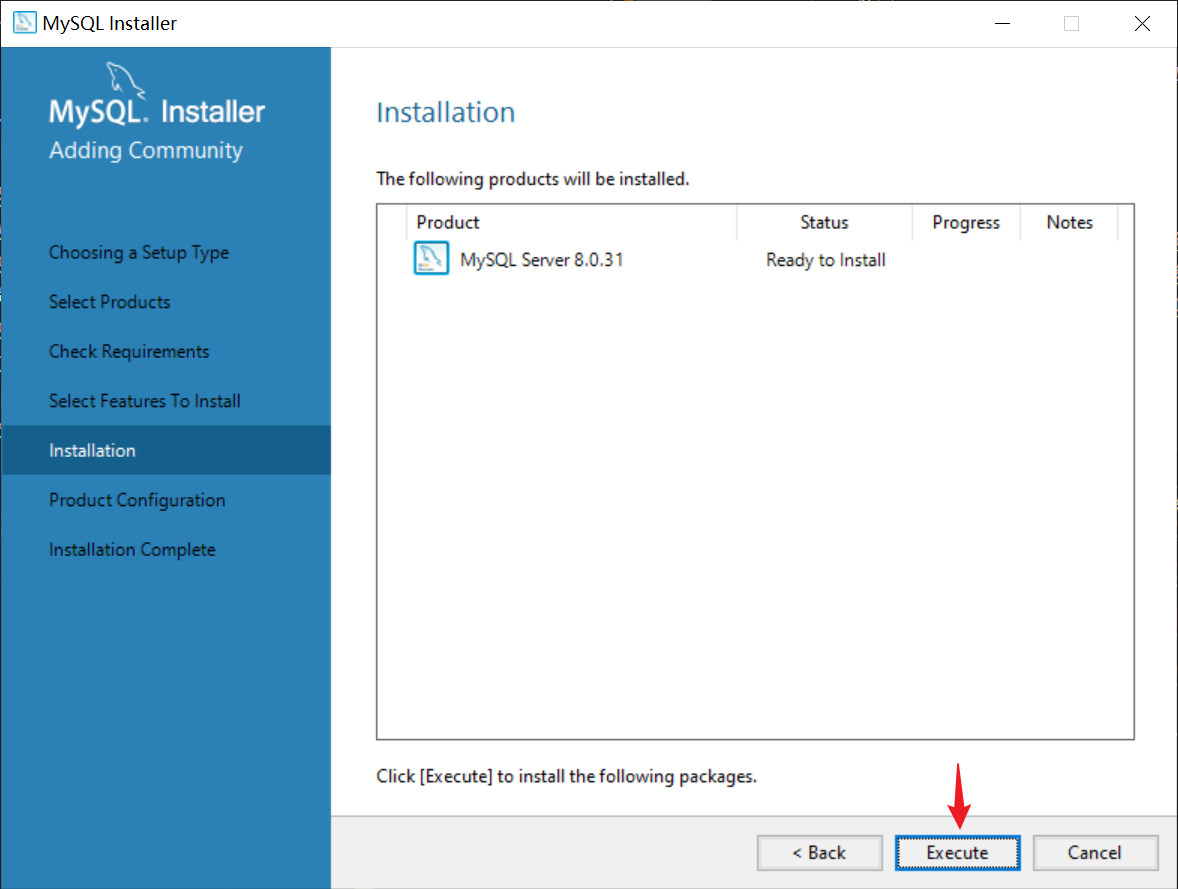 MySQL Installer
MySQL. Installer
Adding Community
Choosing a Setup Type
Select Products
Check Requirements
Select Features To Install
Installation
Product Configuration
Installation Complete
Installation
The following products will be installed.
Product Status Progress Notes
MySQL Server 8.0.31 Ready to Install
Click [Execute] to install the following packages.
< Back Execute Cancel